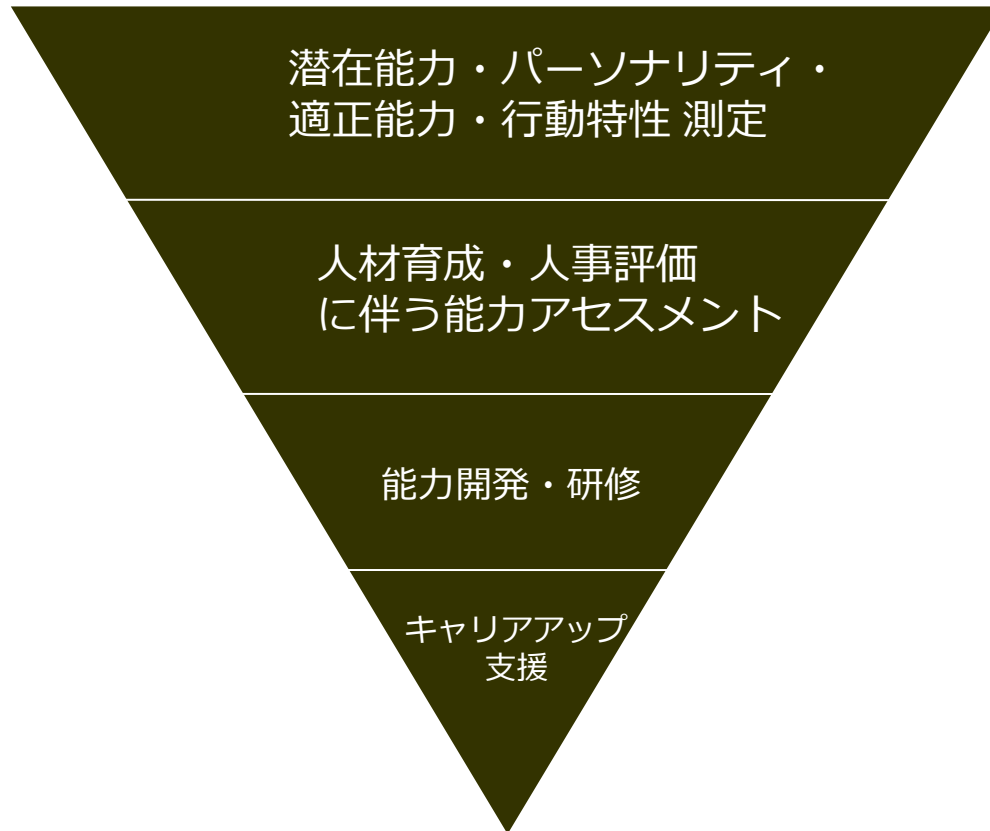 潜在能力・パーソナリティ・
適正能力・行動特性 測定
人材育成・人事評価
に伴う能力アセスメント
能力開発・研修
キャリアアップ
支援